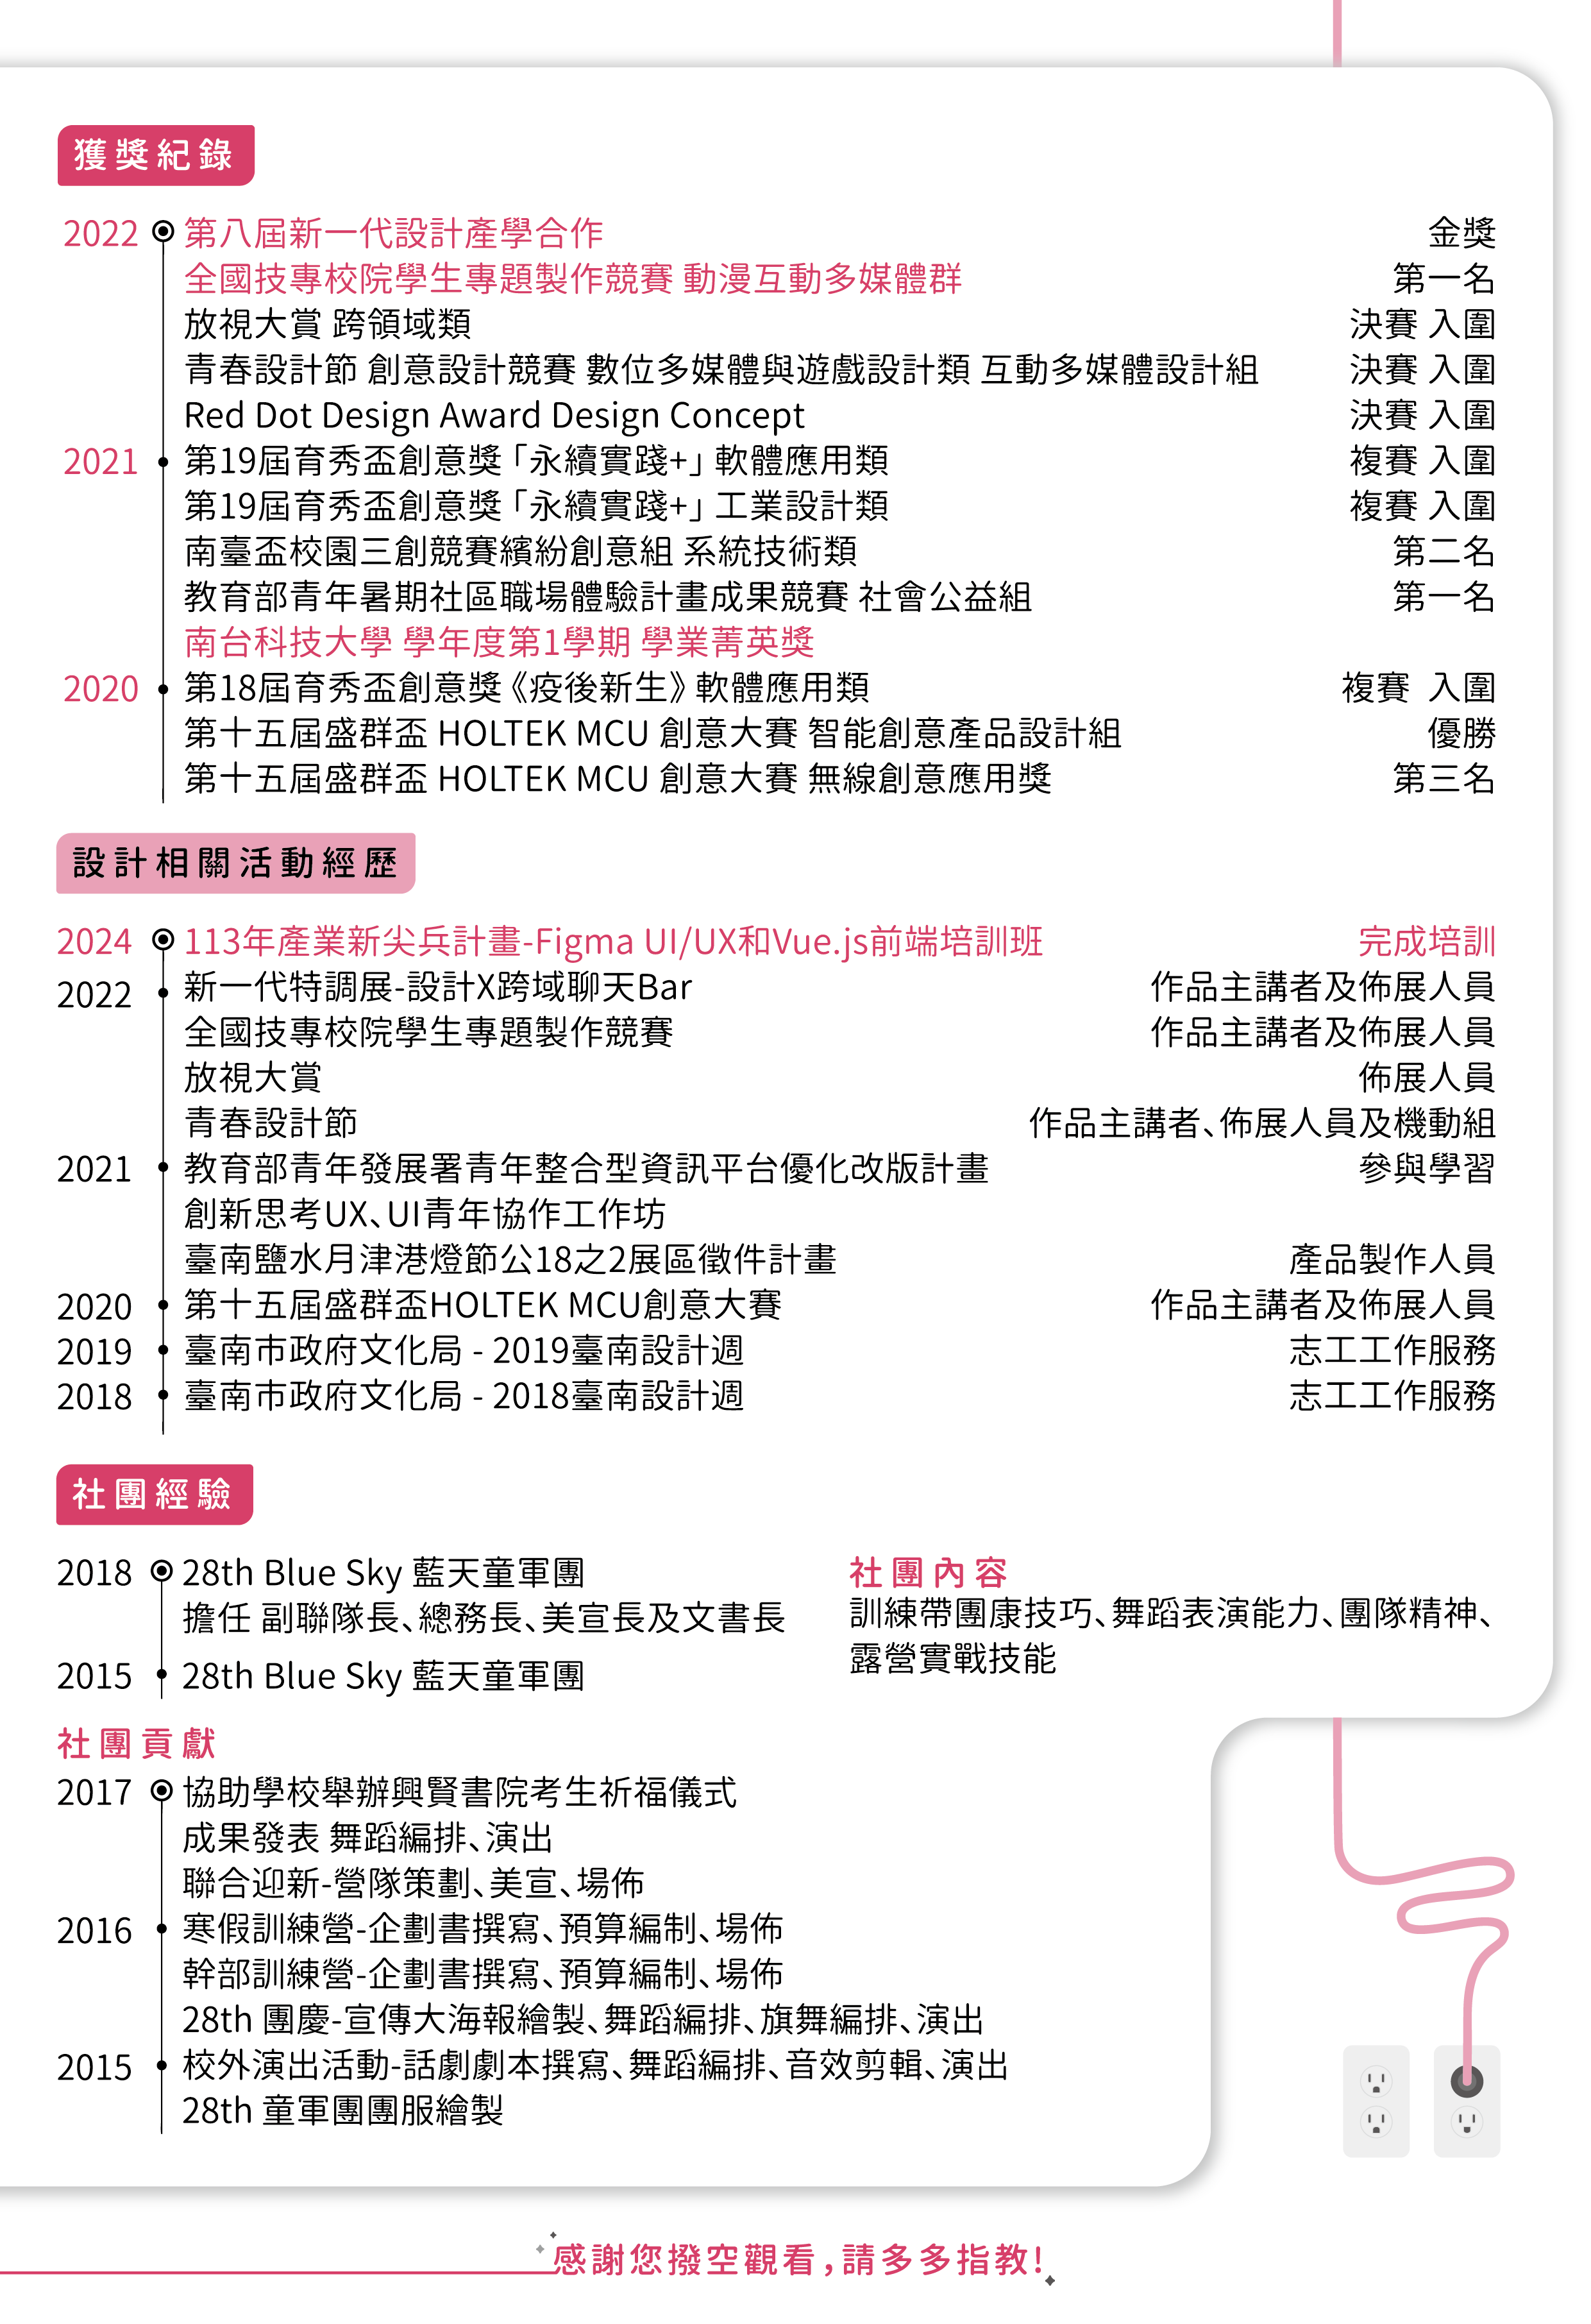 獲獎紀錄
2022 第八屆新一代設計產學合作 金獎
全國技專校院學生專題製作競賽 動漫互動多媒體群 第一名
放視大賞 跨領域類 決賽 入圍
青春設計節 創意設計競賽 數位多媒體與遊戲設計類 互動多媒體設計組 決賽 入圍
Red Dot Design Award Design Concept 決賽 入圍
2021 第19屆育秀盃創意獎「永續實踐+」軟體應用類 複賽 入圍
第19屆育秀盃創意獎「永續實踐+」工業設計類 複賽 入圍
南臺盃校園三創競賽繽紛創意組 系統技術類 第二名
教育部青年暑期社區職場體驗計畫成果競賽 社會公益組 第一名
南台科技大學 學年度第1學期 學業菁英獎
2020 第18屆育秀盃創意獎《疫後新生》軟體應用類 複賽 入圍
第十五屆盛群盃 HOLTEK MCU 創意大賽 智能創意產品設計組 優勝
第十五屆盛群盃 HOLTEK MCU 創意大賽 無線創意應用獎 第三名
設計相關活動經歷
2024 113年產業新尖兵計畫-Figma UI/UX和Vue.js前端培訓班 完成培訓
2022 新一代特調展-設計X跨域聊天Bar 作品主講者及佈展人員
全國技專校院學生專題製作競賽 作品主講者及佈展人員
放視大賞 佈展人員
青春設計節 作品主講者、佈展人員及機動組
2021 教育部青年發展署青年整合型資訊平台優化改版計畫 參與學習
創新思考UX、UI青年協作工作坊
臺南鹽水月津港燈節公18之2展區徵件計畫 產品製作人員
2020 第十五屆盛群盃HOLTEK MCU創意大賽 作品主講者及佈展人員
2019 臺南市政府文化局 - 2019臺南設計週 志工工作服務
2018 臺南市政府文化局 - 2018臺南設計週 志工工作服務
社團經驗
2018 28th Blue Sky 藍天童軍團
擔任 副聯隊長、總務長、美宣長及文書長
2015 28th Blue Sky 藍天童軍團
社團內容
訓練帶團康技巧、舞蹈表演能力、團隊精神、
露營實戰技能
社團貢獻
2017 協助學校舉辦興賢書院考生祈福儀式
成果發表 舞蹈編排、演出
聯合迎新-營隊策劃、美宣、場佈
2016 寒假訓練營-企劃書撰寫、預算編制、場佈
幹部訓練營-企劃書撰寫、預算編制、場佈
28th 團慶-宣傳大海報繪製、舞蹈編排、旗舞編排、演出
2015 校外演出活動-話劇劇本撰寫、舞蹈編排、音效剪輯、演出
28th 童軍團團服繪製
感謝您撥空觀看,請多多指教!